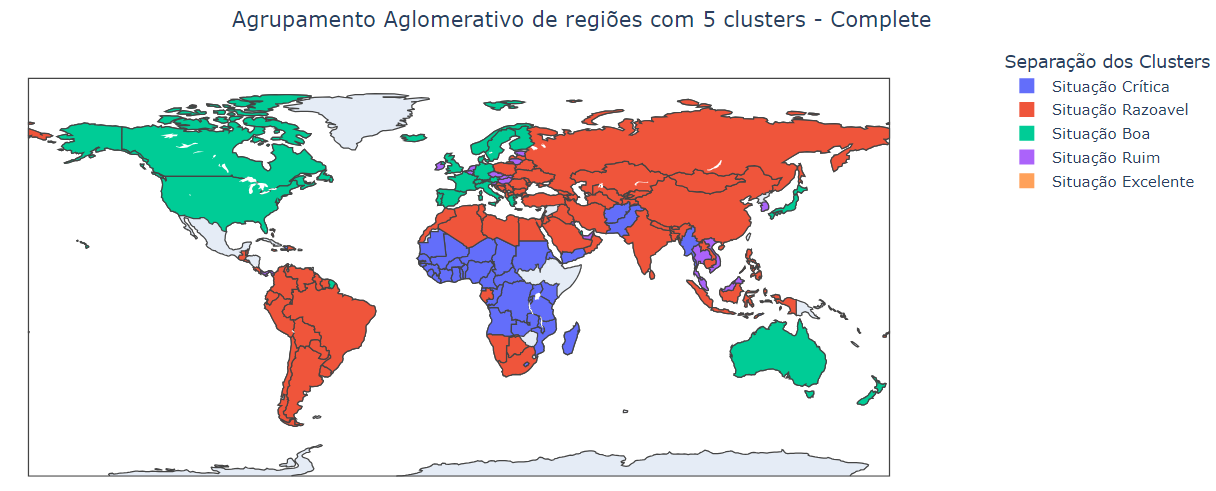 Agrupamento Aglomerativo de regiões com 5 clusters - Complete
Separação dos Clusters
Situação Crítica
Situação Razoavel
Situação Boa
Situação Ruim
Situação Excelente